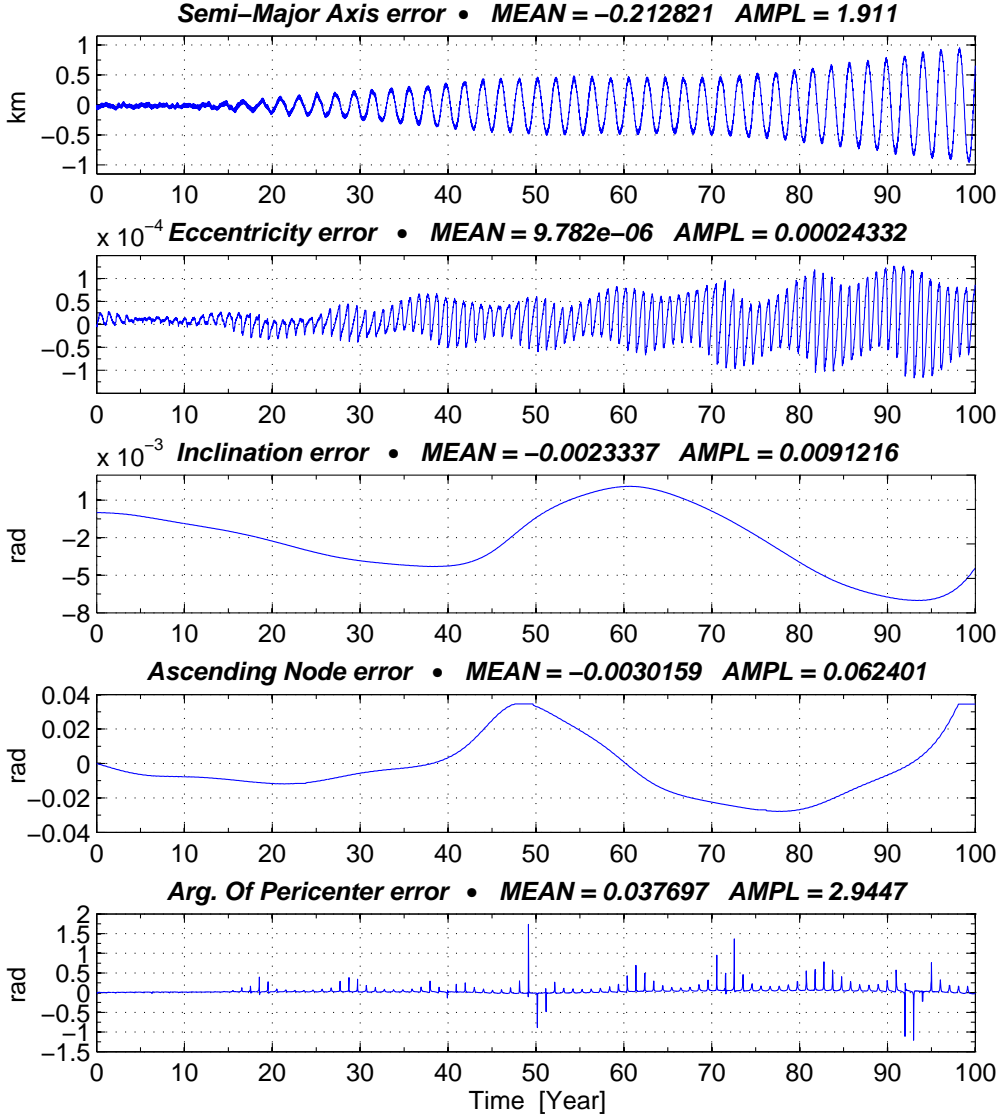 Semi−Major Axis error • MEAN = −0.212821 AMPL = 1.911
1
0.5
0
−0.5
−1
km
0 10 20 30 40 50 60 70 80 90 100
x 10−4 Eccentricity error • MEAN = 9.782e−06 AMPL = 0.00024332
1
0.5
0
−0.5
−1
0 10 20 30 40 50 60 70 80 90 100
x 10−3 Inclination error • MEAN = −0.0023337 AMPL = 0.0091216
1
−2
−5
−8
rad
0 10 20 30 40 50 60 70 80 90 100
Ascending Node error • MEAN = −0.0030159 AMPL = 0.062401
0.04
0.02
0
−0.02
−0.04
rad
0 10 20 30 40 50 60 70 80 90 100
Arg. Of Pericenter error • MEAN = 0.037697 AMPL = 2.9447
2
1.5
1
0.5
0
−0.5
−1
−1.5
rad
0 10 20 30 40 50 60 70 80 90 100
Time [Year]